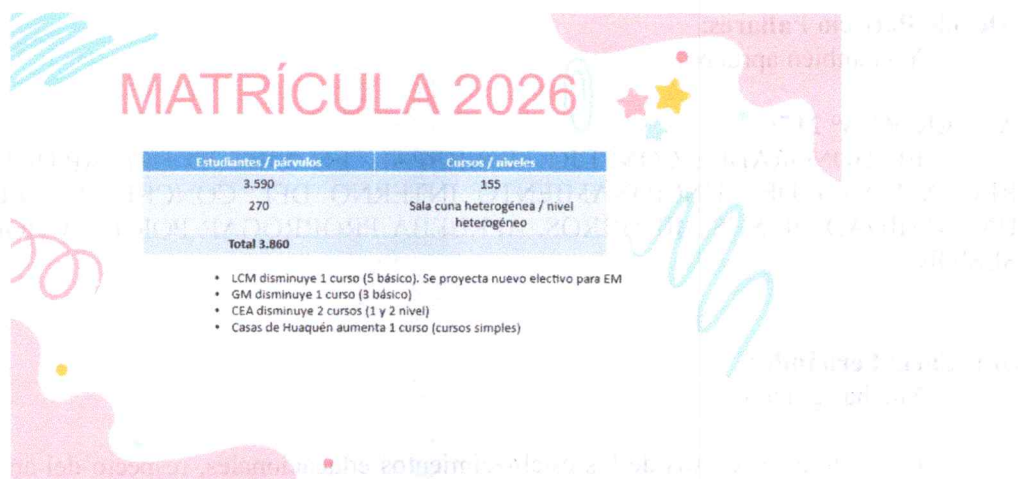 MATRÍCULA 2026
Estudiantes / párvulos Cursos / niveles
3.590 155
270 Sala cuna heterogénea / nivel
heterogéneo
Total 3.860
• LCM disminuye 1 curso (5 básico). Se proyecta nuevo electivo para EM
• GM disminuye 1 curso (3 básico)
• CEA disminuye 2 cursos (1 y 2 nivel)
• Casas de Huaquén aumenta 1 curso (cursos simples)